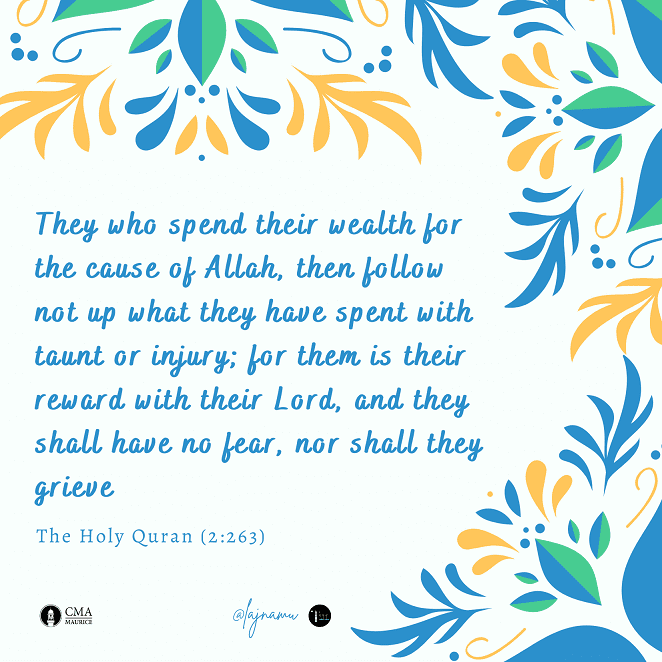 They who spend their wealth for
the cause of Allah, then follow
not up what they have spent with
taunt or injury; for them is their
reward with their Lord, and they
shall have no fear, nor shall they
grieve
The Holy Quran (2:263)
CMA
MAURICE
@lajnamu